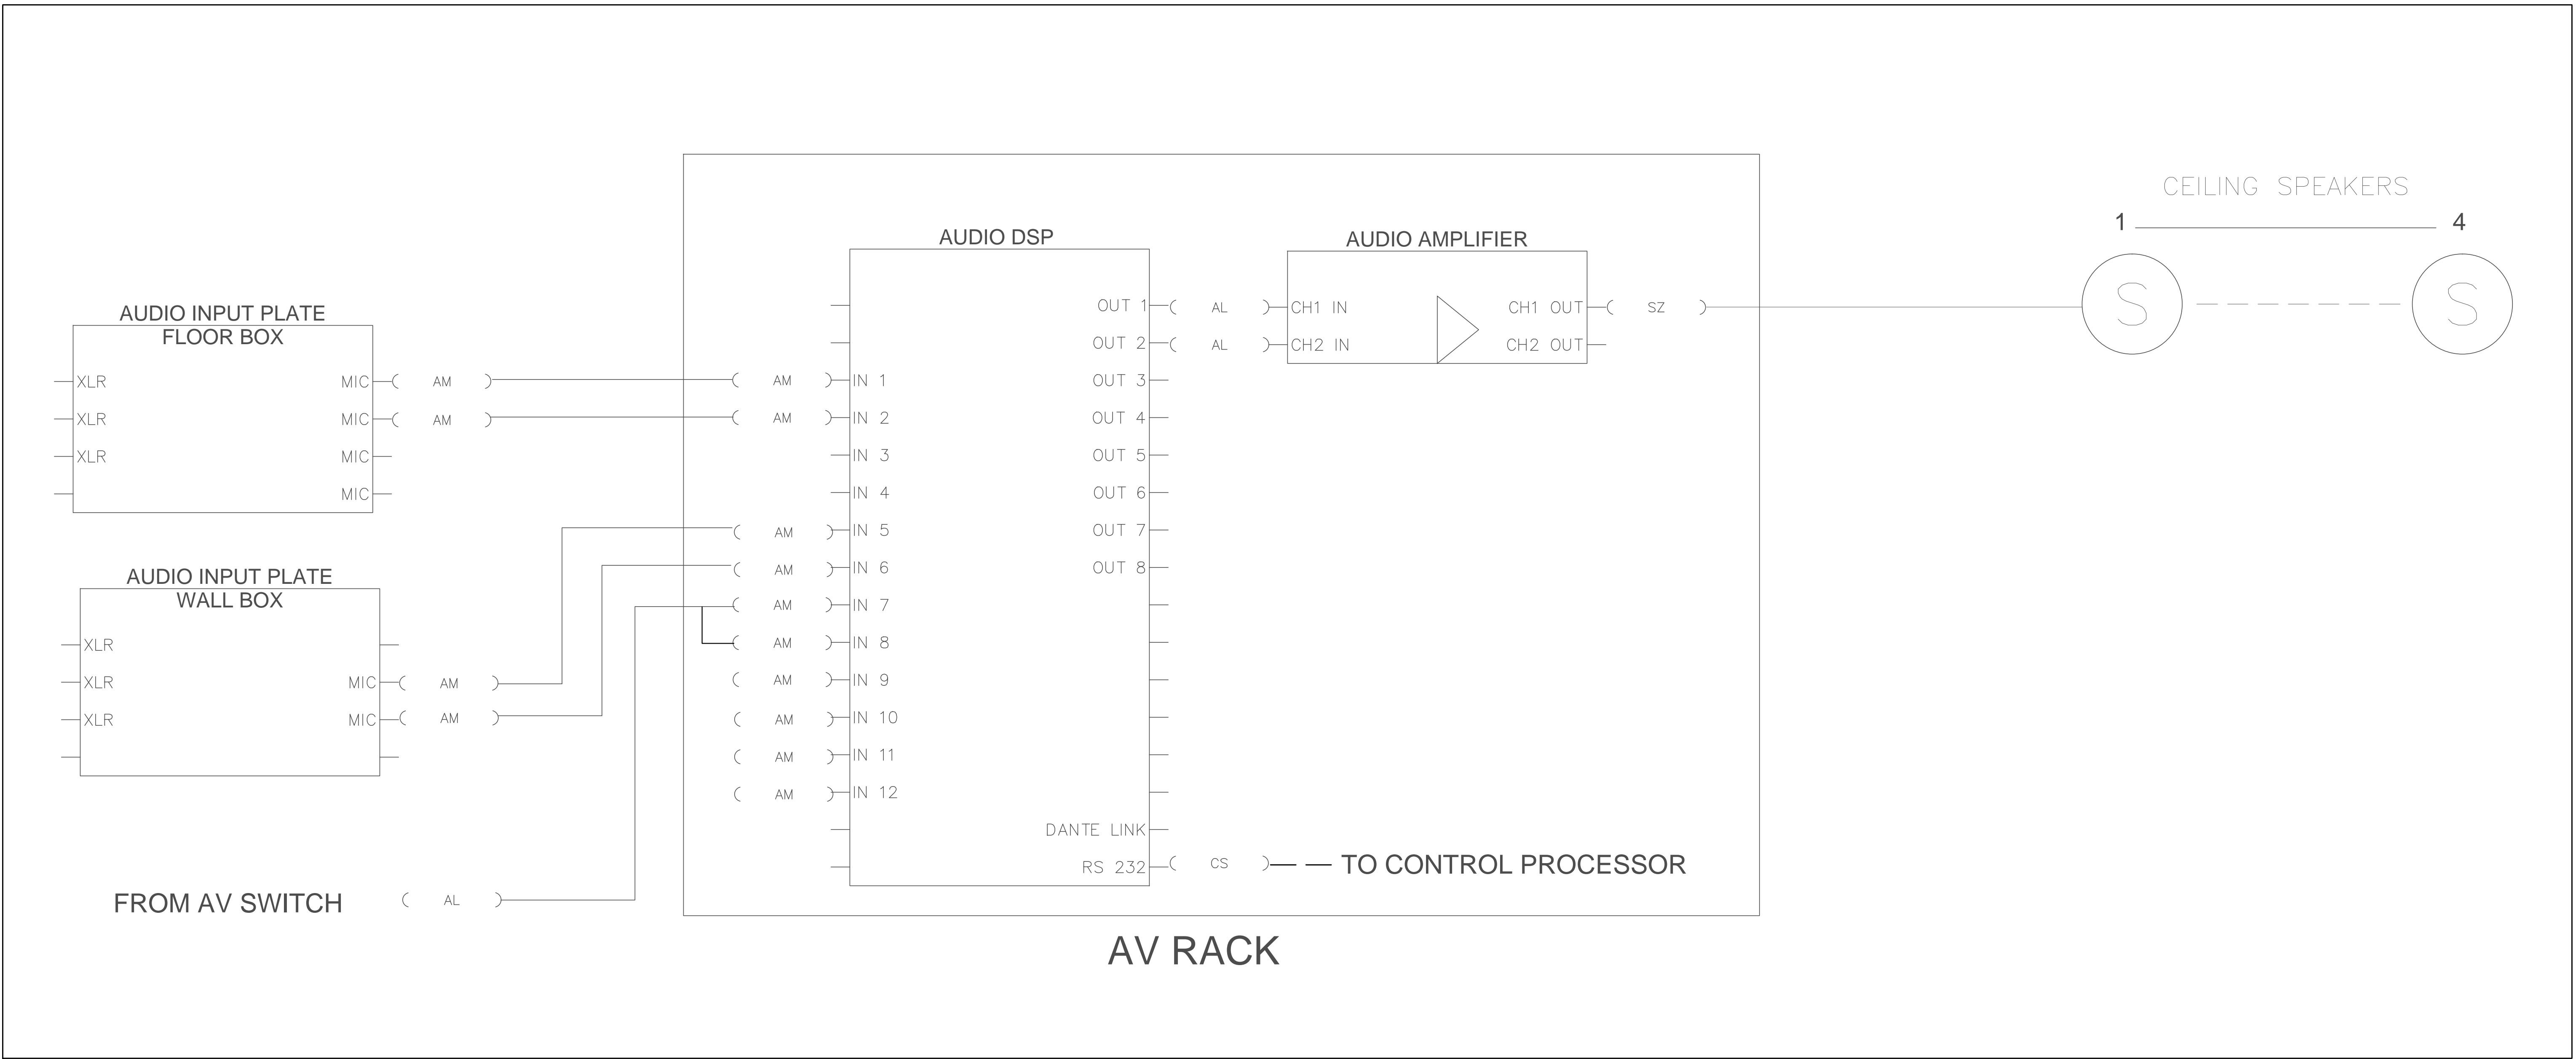 CEILING SPEAKERS
1 4
S S
AUDIO INPUT PLATE
FLOOR BOX
XLR MIC AM
XLR MIC AM
XLR MIC
MIC
AUDIO INPUT PLATE
WALL BOX
XLR
XLR MIC AM
XLR MIC AM
FROM AV SWITCH AL
AUDIO DSP
OUT 1 AL
OUT 2 AL
AM IN 1 OUT 3
AM IN 2 OUT 4
IN 3 OUT 5
IN 4 OUT 6
AM IN 5 OUT 7
AM IN 6 OUT 8
AM IN 7
AM IN 8
AM IN 9
AM IN 10
AM IN 11
AM IN 12
DANTE LINK
RS 232 CS TO CONTROL PROCESSOR
AUDIO AMPLIFIER
CH1 IN CH1 OUT SZ
CH2 IN CH2 OUT
AV RACK